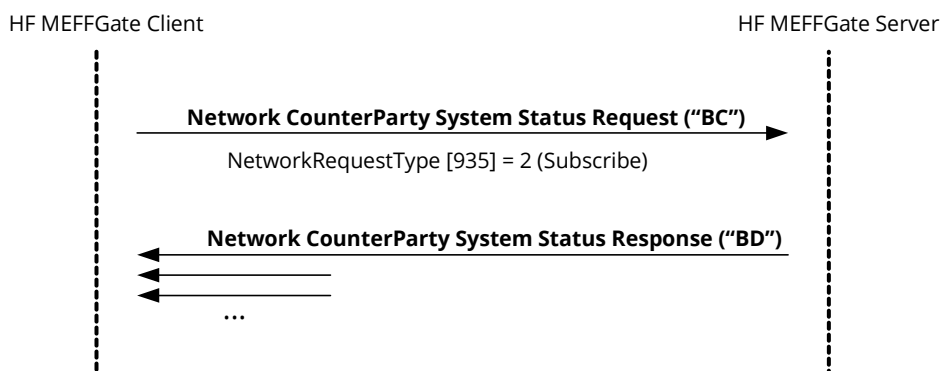 HF MEFFGate Client
HF MEFFGate Server
Network CounterParty System Status Request (“BC”)
NetworkRequestType [935] = 2 (Subscribe)
Network CounterParty System Status Response (“BD”)
...